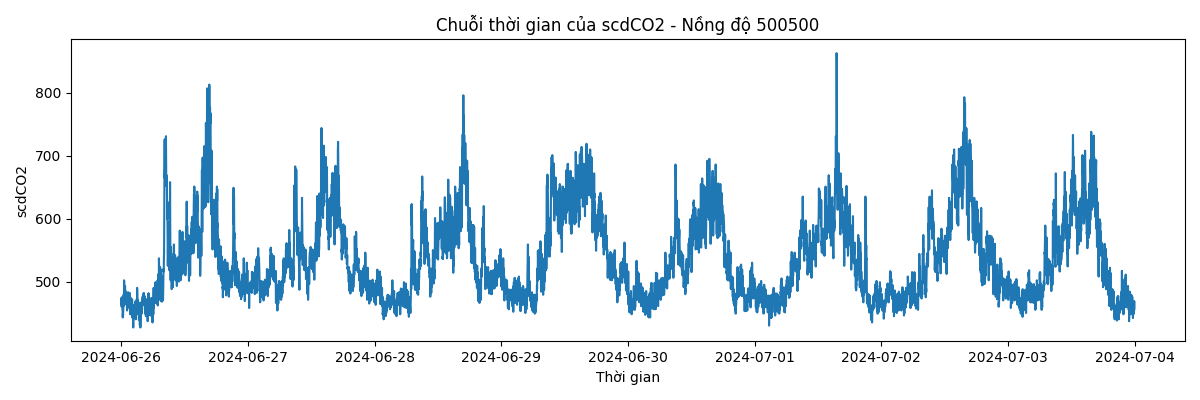 Chuỗi thời gian của scdCO2 - Nồng độ 500500
scdCO2
800
700
600
500
2024-06-26 2024-06-27 2024-06-28 2024-06-29 2024-06-30 2024-07-01 2024-07-02 2024-07-03 2024-07-04
Thời gian